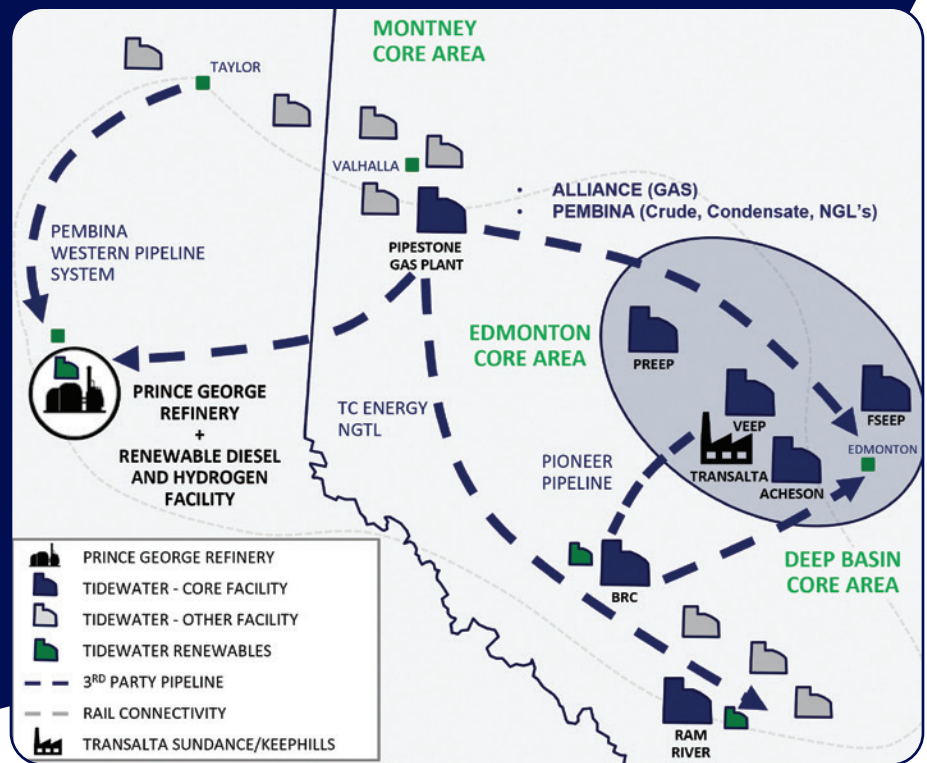 MONTNEY
CORE AREA
TAYLOR
VALHALLA
• ALLIANCE (GAS)
• PEMBINA (Crude, Condensate, NGL's)
PEMBINA
WESTERN PIPELINE
SYSTEM
PIPESTONE
GAS PLANT
EDMONTON
CORE AREA
PREEP
VEEP
FSEEP
TRANSALTA
ACHESON
EDMONTON
PRINCE GEORGE
REFINERY
+
RENEWABLE DIESEL
AND HYDROGEN
FACILITY
TC ENERGY
NGTL
PIONEER
PIPELINE
DEEP BASIN
CORE AREA
BRC
RAM
RIVER
PRINCE GEORGE REFINERY
TIDEWATER - CORE FACILITY
TIDEWATER - OTHER FACILITY
TIDEWATER RENEWABLES
3RD PARTY PIPELINE
RAIL CONNECTIVITY
TRANSALTA SUNDANCE/KEEPHILLS